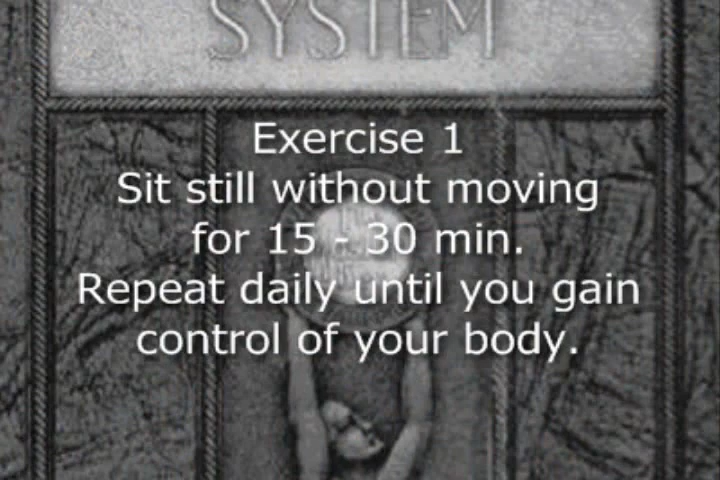 SYSTEM
Exercise 1
Sit still without moving
for 15 - 30 min.
Repeat daily until you gain
control of your body.